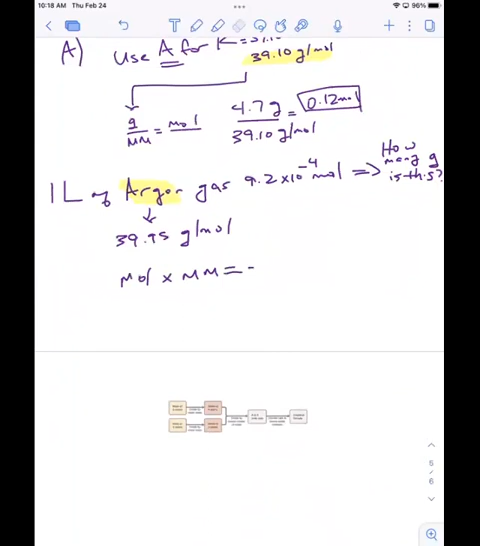 10:18 AM Thu Feb 24
96%
A) Use A for K =
39.10 g/mol
g/MM = mol
4.7 g / 39.10 g/mol = 0.12 mol
1 L of Argon gas 9.2 x 10^-4 mol => How many g is this?
39.95 g/mol
mol x MM = -
5
/
6